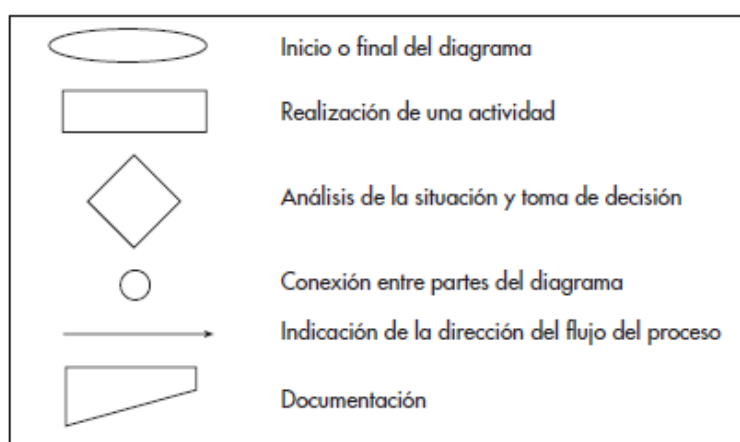 Inicio o final del diagrama
Realización de una actividad
Análisis de la situación y toma de decisión
Conexión entre partes del diagrama
Indicación de la dirección del flujo del proceso
Documentación